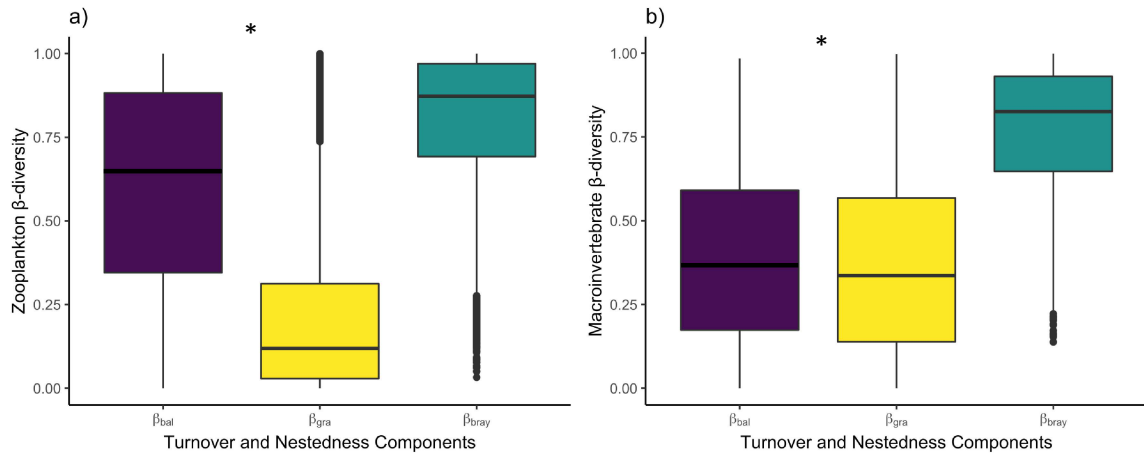 a)
*
Zooplankton β-diversity
1.00
0.75
0.50
0.25
0.00
βbal
βgra
βbray
Turnover and Nestedness Components
b)
*
Macroinvertebrate β-diversity
1.00
0.75
0.50
0.25
0.00
βbal
βgra
βbray
Turnover and Nestedness Components